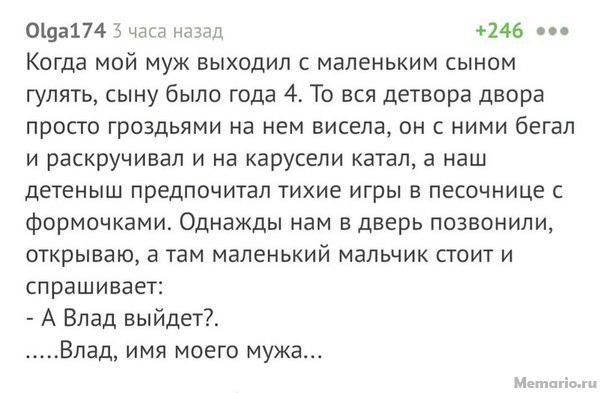 Olga174 3 часа назад +246
Когда мой муж выходил с маленьким сыном
гулять, сыну было года 4. То вся детвора двора
просто гроздьями на нем висела, он с ними бегал
и раскручивал и на карусели катал, а наш
детеныш предпочитал тихие игры в песочнице с
формочками. Однажды нам в дверь позвонили,
открываю, а там маленький мальчик стоит и
спрашивает:
- А Влад выйдет?.
.....Влад, имя моего мужа...
Memario.ru